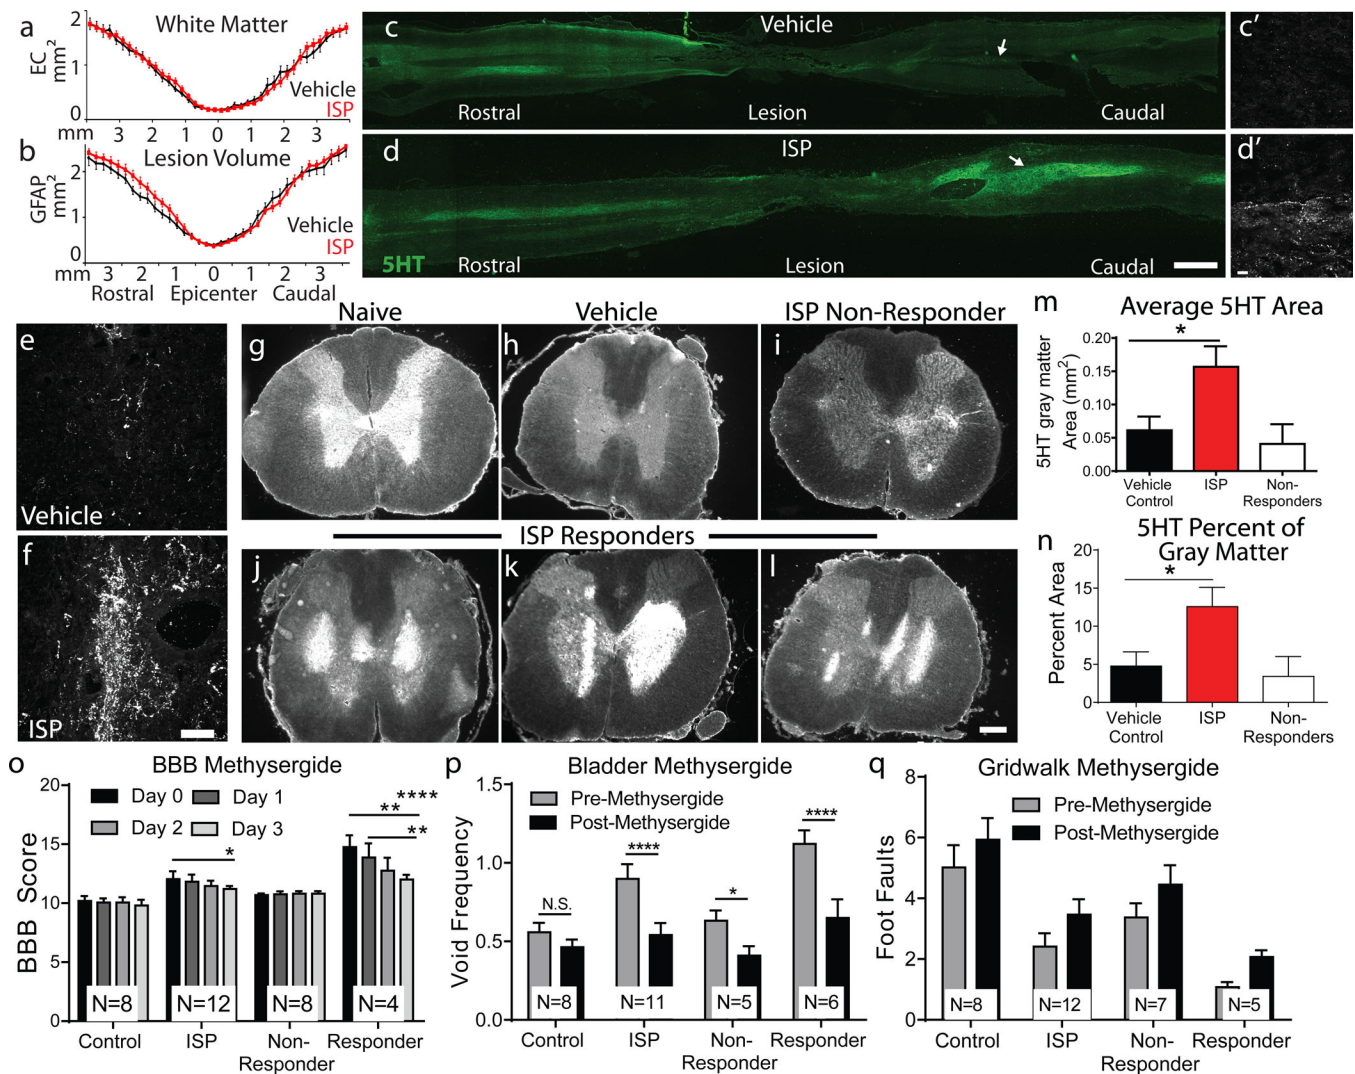 a White Matter
2
1
0
EC
mm²
Vehicle
ISP
mm 3 2 1 0 1 2 3
b Lesion Volume
2
1
0
GFAP
mm²
Vehicle
ISP
mm 3 2 1 0 1 2 3
Rostral Epicenter Caudal
c Vehicle
Rostral Lesion Caudal
c'
d ISP
5HT Rostral Lesion Caudal
d'
e
Vehicle
f
ISP
Naive Vehicle ISP Non-Responder
g h i
ISP Responders
j k l
m Average 5HT Area
*
0.20
0.15
0.10
0.05
0.00
5HT gray matter
Area (mm²)
Vehicle
Control
ISP
Non-
Responders
n 5HT Percent of
Gray Matter
*
20
15
10
5
0
Percent Area
Vehicle
Control
ISP
Non-
Responders
o BBB Methysergide
20
15
10
5
0
BBB Score
Day 0 Day 1
Day 2 Day 3
****
**
**
*
N=8 N=12 N=8 N=4
Control ISP Non-
Responder
Responder
p Bladder Methysergide
1.5
1.0
0.5
0.0
Void Frequency
Pre-Methysergide
Post-Methysergide
N.S. **** * ****
N=8 N=11 N=5 N=6
Control ISP Non-
Responder
Responder
q Gridwalk Methysergide
8
6
4
2
0
Foot Faults
Pre-Methysergide
Post-Methysergide
N=8 N=12 N=7 N=5
Control ISP Non-
Responder
Responder